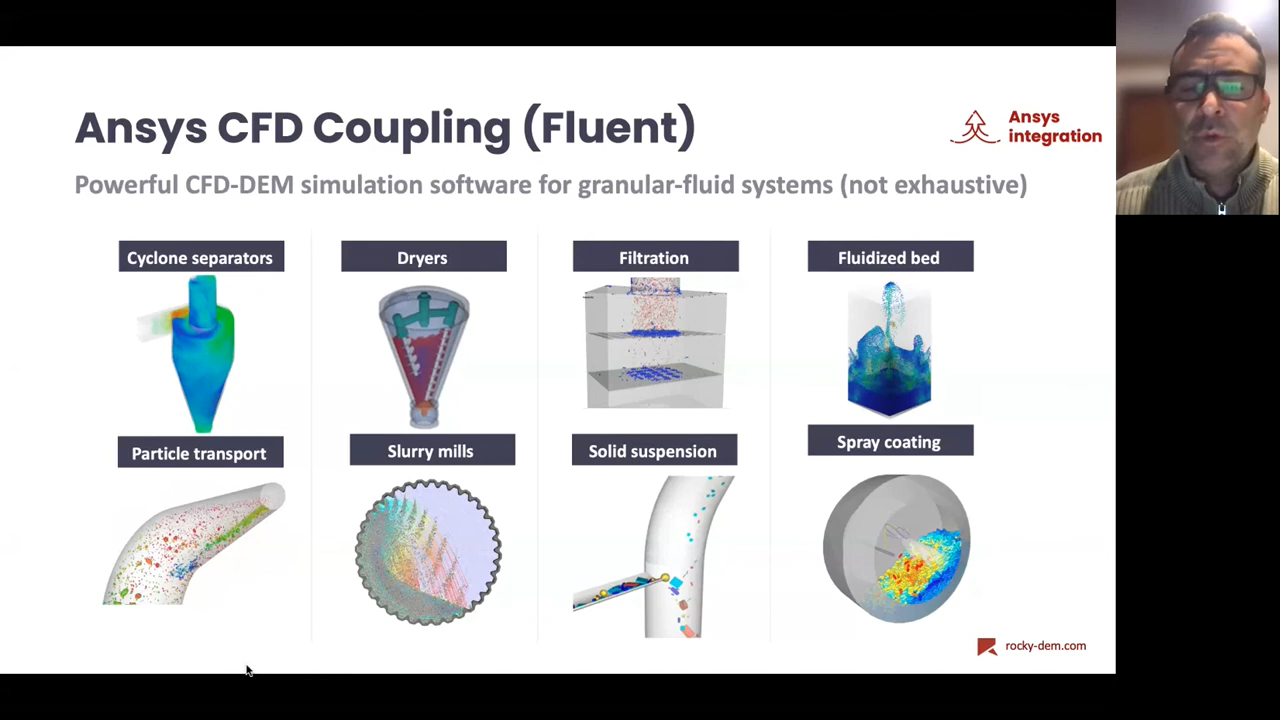 Ansys CFD Coupling (Fluent)
Ansys
integration
Powerful CFD-DEM simulation software for granular-fluid systems (not exhaustive)
Cyclone separators
Dryers
Filtration
Fluidized bed
Particle transport
Slurry mills
Solid suspension
Spray coating
rocky-dem.com